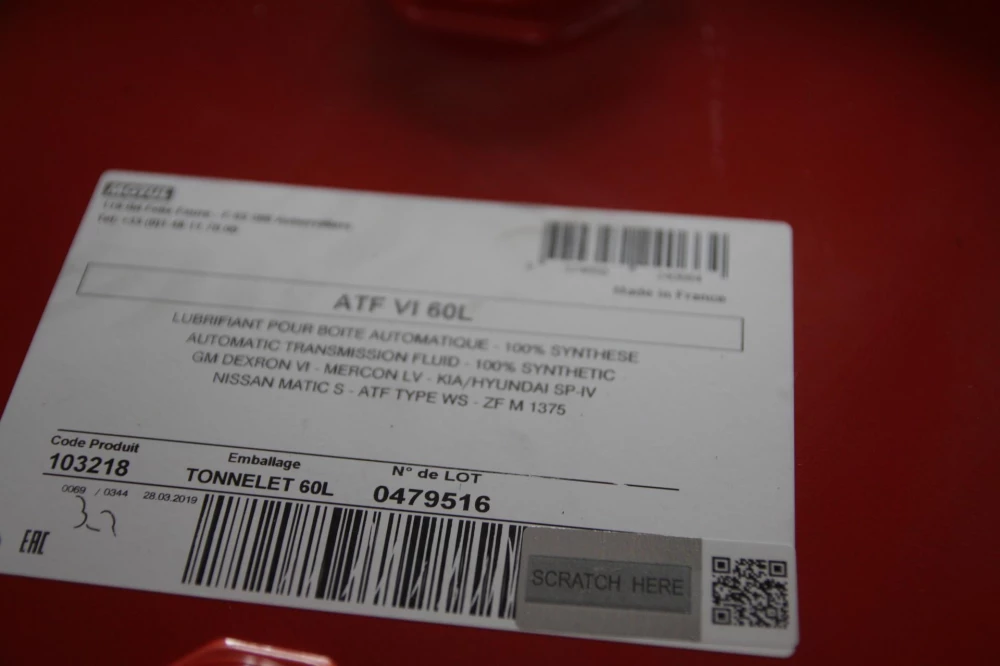 MOTUL
Made in France
ATF VI 60L
LUBRIFIANT POUR BOITE AUTOMATIQUE - 100% SYNTHESE
AUTOMATIC TRANSMISSION FLUID - 100% SYNTHETIC
GM DEXRON VI - MERCON LV - KIA/HYUNDAI SP-IV
NISSAN MATIC S - ATF TYPE WS - ZF M 1375
Code Produit Emballage N° de LOT
103218 TONNELET 60L 0479516
0069 / 0344 28.03.2019
EAC
SCRATCH HERE